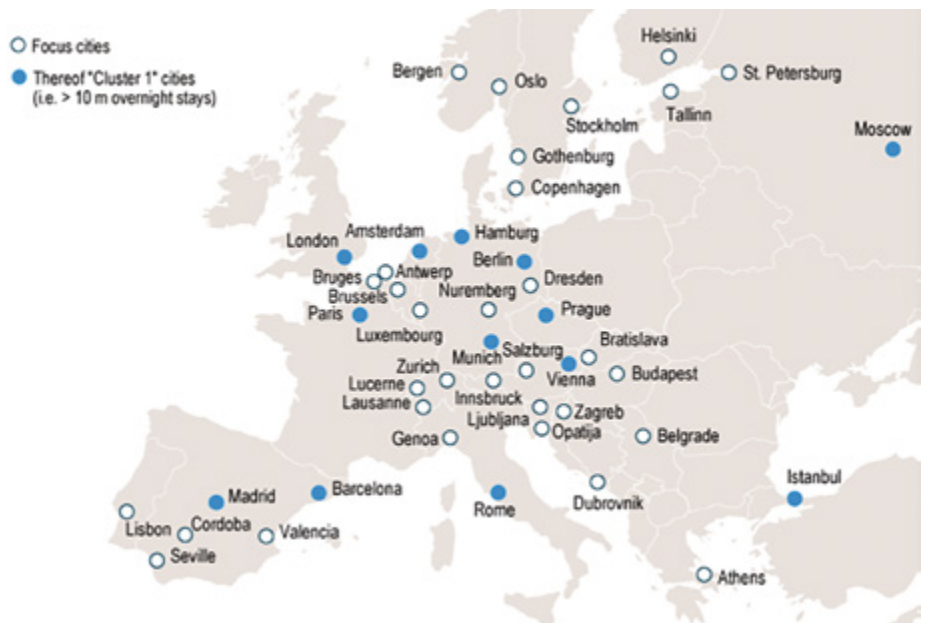 Focus cities
Thereof "Cluster 1" cities
(i.e. > 10 m overnight stays)
Helsinki
Bergen
Oslo
St. Petersburg
Stockholm
Tallinn
Moscow
Gothenburg
Copenhagen
Amsterdam
Hamburg
London
Berlin
Bruges
Antwerp
Dresden
Brussels
Nuremberg
Paris
Prague
Luxembourg
Bratislava
Munich
Salzburg
Zurich
Vienna
Budapest
Lucerne
Innsbruck
Lausanne
Ljubljana
Zagreb
Opatija
Genoa
Belgrade
Istanbul
Madrid
Barcelona
Rome
Dubrovnik
Lisbon
Cordoba
Valencia
Seville
Athens